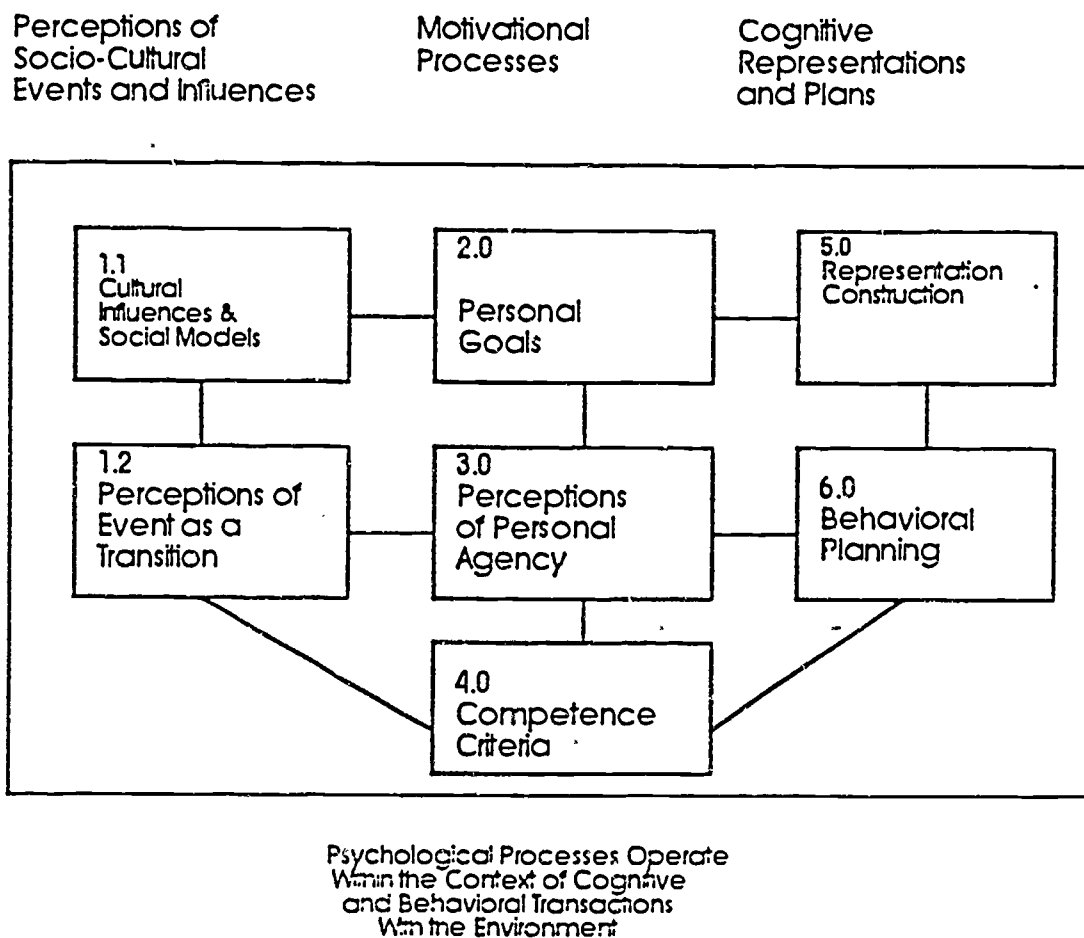 Perceptions of
Socio-Cultural
Events and Influences
Motivational
Processes
Cognitive
Representations
and Plans
1.1
Cultural
Influences &
Social Models
2.0
Personal
Goals
5.0
Representation
Construction
1.2
Perceptions of
Event as a
Transition
3.0
Perceptions
of Personal
Agency
6.0
Behavioral
Planning
4.0
Competence
Criteria
Psychological Processes Operate
Within the Context of Cognitive
and Behavioral Transactions
With the Environment